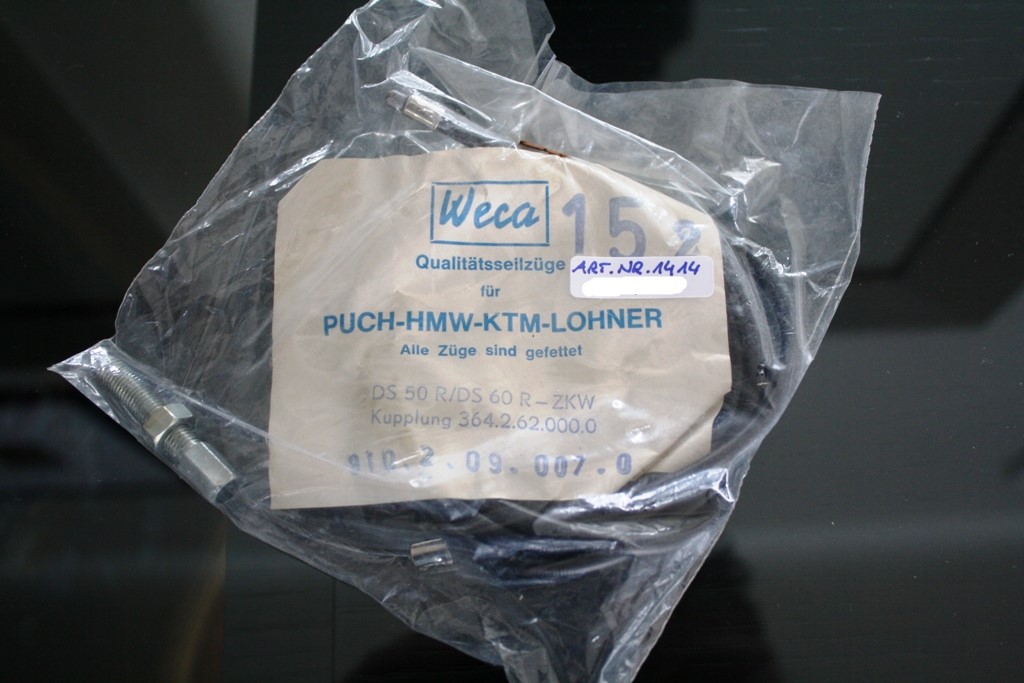 Weca
152
Qualitätsseilzüge
ART.NR.1414
für
PUCH-HMW-KTM-LOHNER
Alle Züge sind gefettet
DS 50 R/DS 60 R – ZKW
Kupplung 364.2.62.000.0
910.2.09.007.0